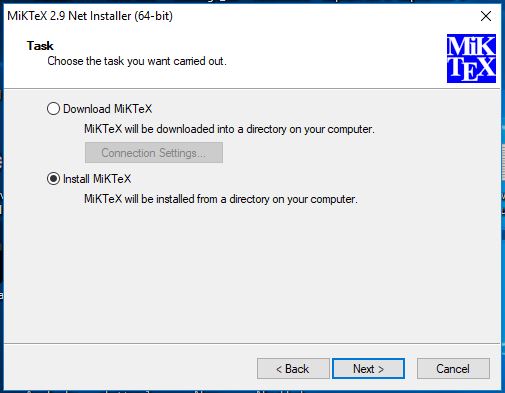 MiKTeX 2.9 Net Installer (64-bit)
Task
Choose the task you want carried out.
MiK
TEX
Download MiKTeX
MiKTeX will be downloaded into a directory on your computer.
Connection Settings...
Install MiKTeX
MiKTeX will be installed from a directory on your computer.
< Back
Next >
Cancel